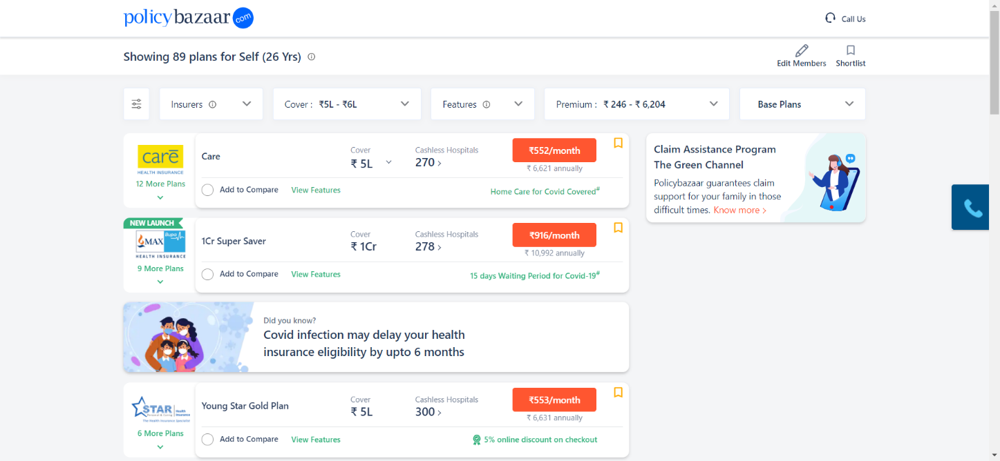 policybazaar com
Call Us
Showing 89 plans for Self (26 Yrs)
Edit Members
Shortlist
Insurers
Cover : ₹5L - ₹6L
Features
Premium : ₹ 246 - ₹ 6,204
Base Plans
care
HEALTH INSURANCE
12 More Plans
Care
Cover
₹ 5L
Cashless Hospitals
270 >
₹552/month
₹ 6,621 annually
Add to Compare
View Features
Home Care for Covid Covered#
Claim Assistance Program
The Green Channel
Policybazaar guarantees claim
support for your family in those
difficult times. Know more >
NEW LAUNCH
MAX Bupa
HEALTH INSURANCE
9 More Plans
1Cr Super Saver
Cover
₹ 1Cr
Cashless Hospitals
278 >
₹916/month
₹ 10,992 annually
Add to Compare
View Features
15 days Waiting Period for Covid-19#
Did you know?
Covid infection may delay your health
insurance eligibility by upto 6 months
STAR Health Insurance
Personal & Caring
The Health Insurance Specialist
6 More Plans
Young Star Gold Plan
Cover
₹ 5L
Cashless Hospitals
300 >
₹553/month
₹ 6,631 annually
Add to Compare
View Features
5% online discount on checkout